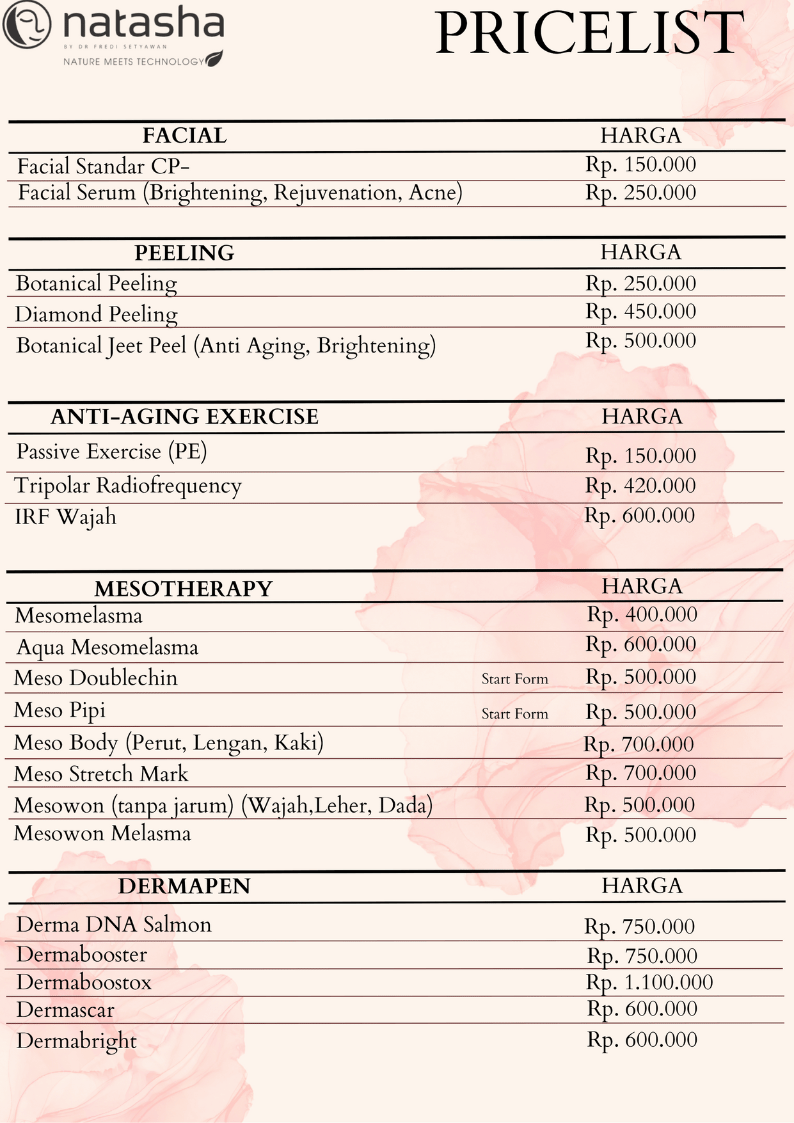 natasha
PRICELIST
BY DR FREDI SETYAWAN
NATURE MEETS TECHNOLOGY
FACIAL HARGA
Facial Standar CP- Rp. 150.000
Facial Serum (Brightening, Rejuvenation, Acne) Rp. 250.000
PEELING HARGA
Botanical Peeling Rp. 250.000
Diamond Peeling Rp. 450.000
Botanical Jeet Peel (Anti Aging, Brightening) Rp. 500.000
ANTI-AGING EXERCISE HARGA
Passive Exercise (PE) Rp. 150.000
Tripolar Radiofrequency Rp. 420.000
IRF Wajah Rp. 600.000
MESOTHERAPY HARGA
Mesomelasma Rp. 400.000
Aqua Mesomelasma Rp. 600.000
Meso Doublechin Start Form Rp. 500.000
Meso Pipi Start Form Rp. 500.000
Meso Body (Perut, Lengan, Kaki) Rp. 700.000
Meso Stretch Mark Rp. 700.000
Mesowon (tanpa jarum) (Wajah,Leher, Dada) Rp. 500.000
Mesowon Melasma Rp. 500.000
DERMAPEN HARGA
Derma DNA Salmon Rp. 750.000
Dermabooster Rp. 750.000
Dermaboostox Rp. 1.100.000
Dermascar Rp. 600.000
Dermabright Rp. 600.000